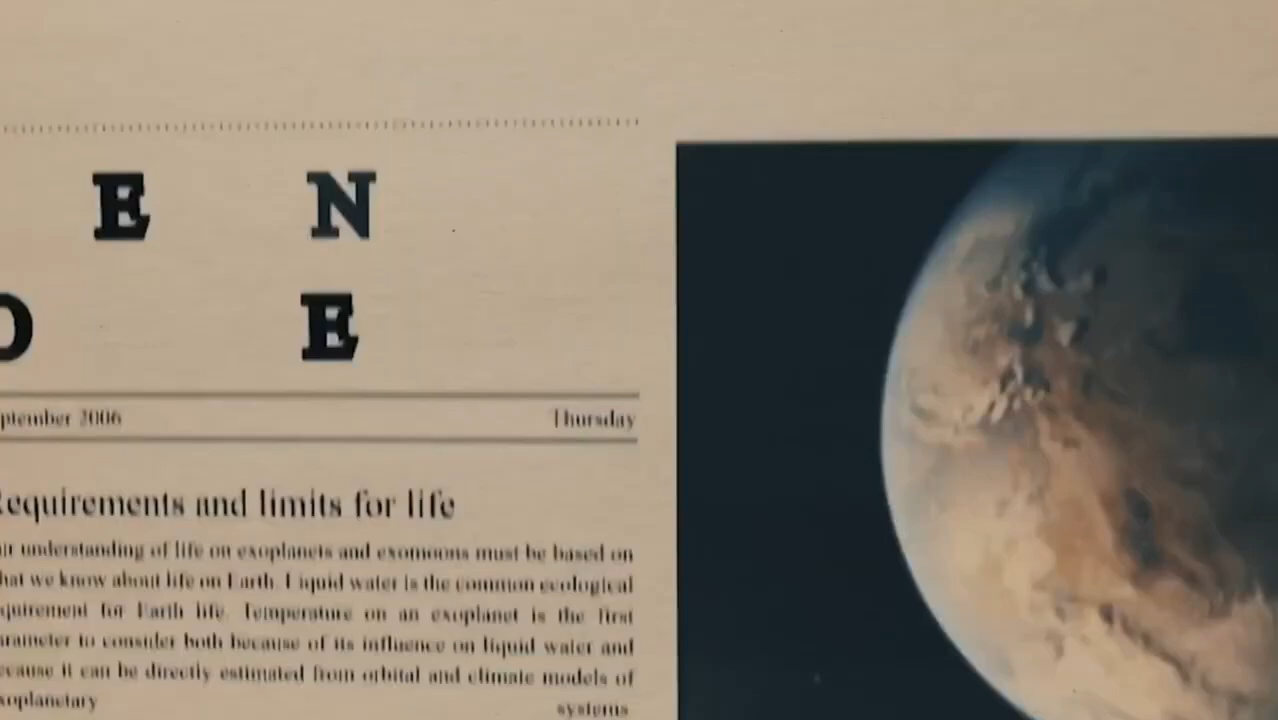 E N
O E
ptember 2006 Thursday
equirements and limits for life
ur understanding of life on exoplanets and exomoons must be based on
hat we know about life on Earth. Liquid water is the common ecological
quirement for Earth life. Temperature on an exoplanet is the first
arameter to consider both because of its influence on liquid water and
ecause it can be directly estimated from orbital and climate models of
xoplanetary systems